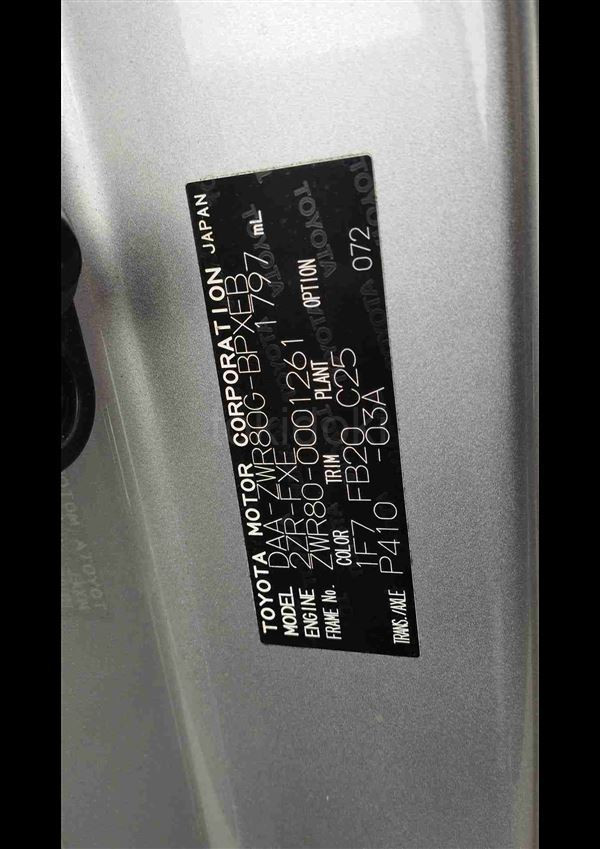 TOYOTA MOTOR CORPORATION JAPAN
MODEL DAA-ZWR80G-BPXEB
ENGINE 2ZR-FXE 1797 mL
FRAME No. ZWR80-0001261
COLOR TRIM PLANT OPTION
1F7 FB20 C25 072
TRANS./AXLE P410 -03A